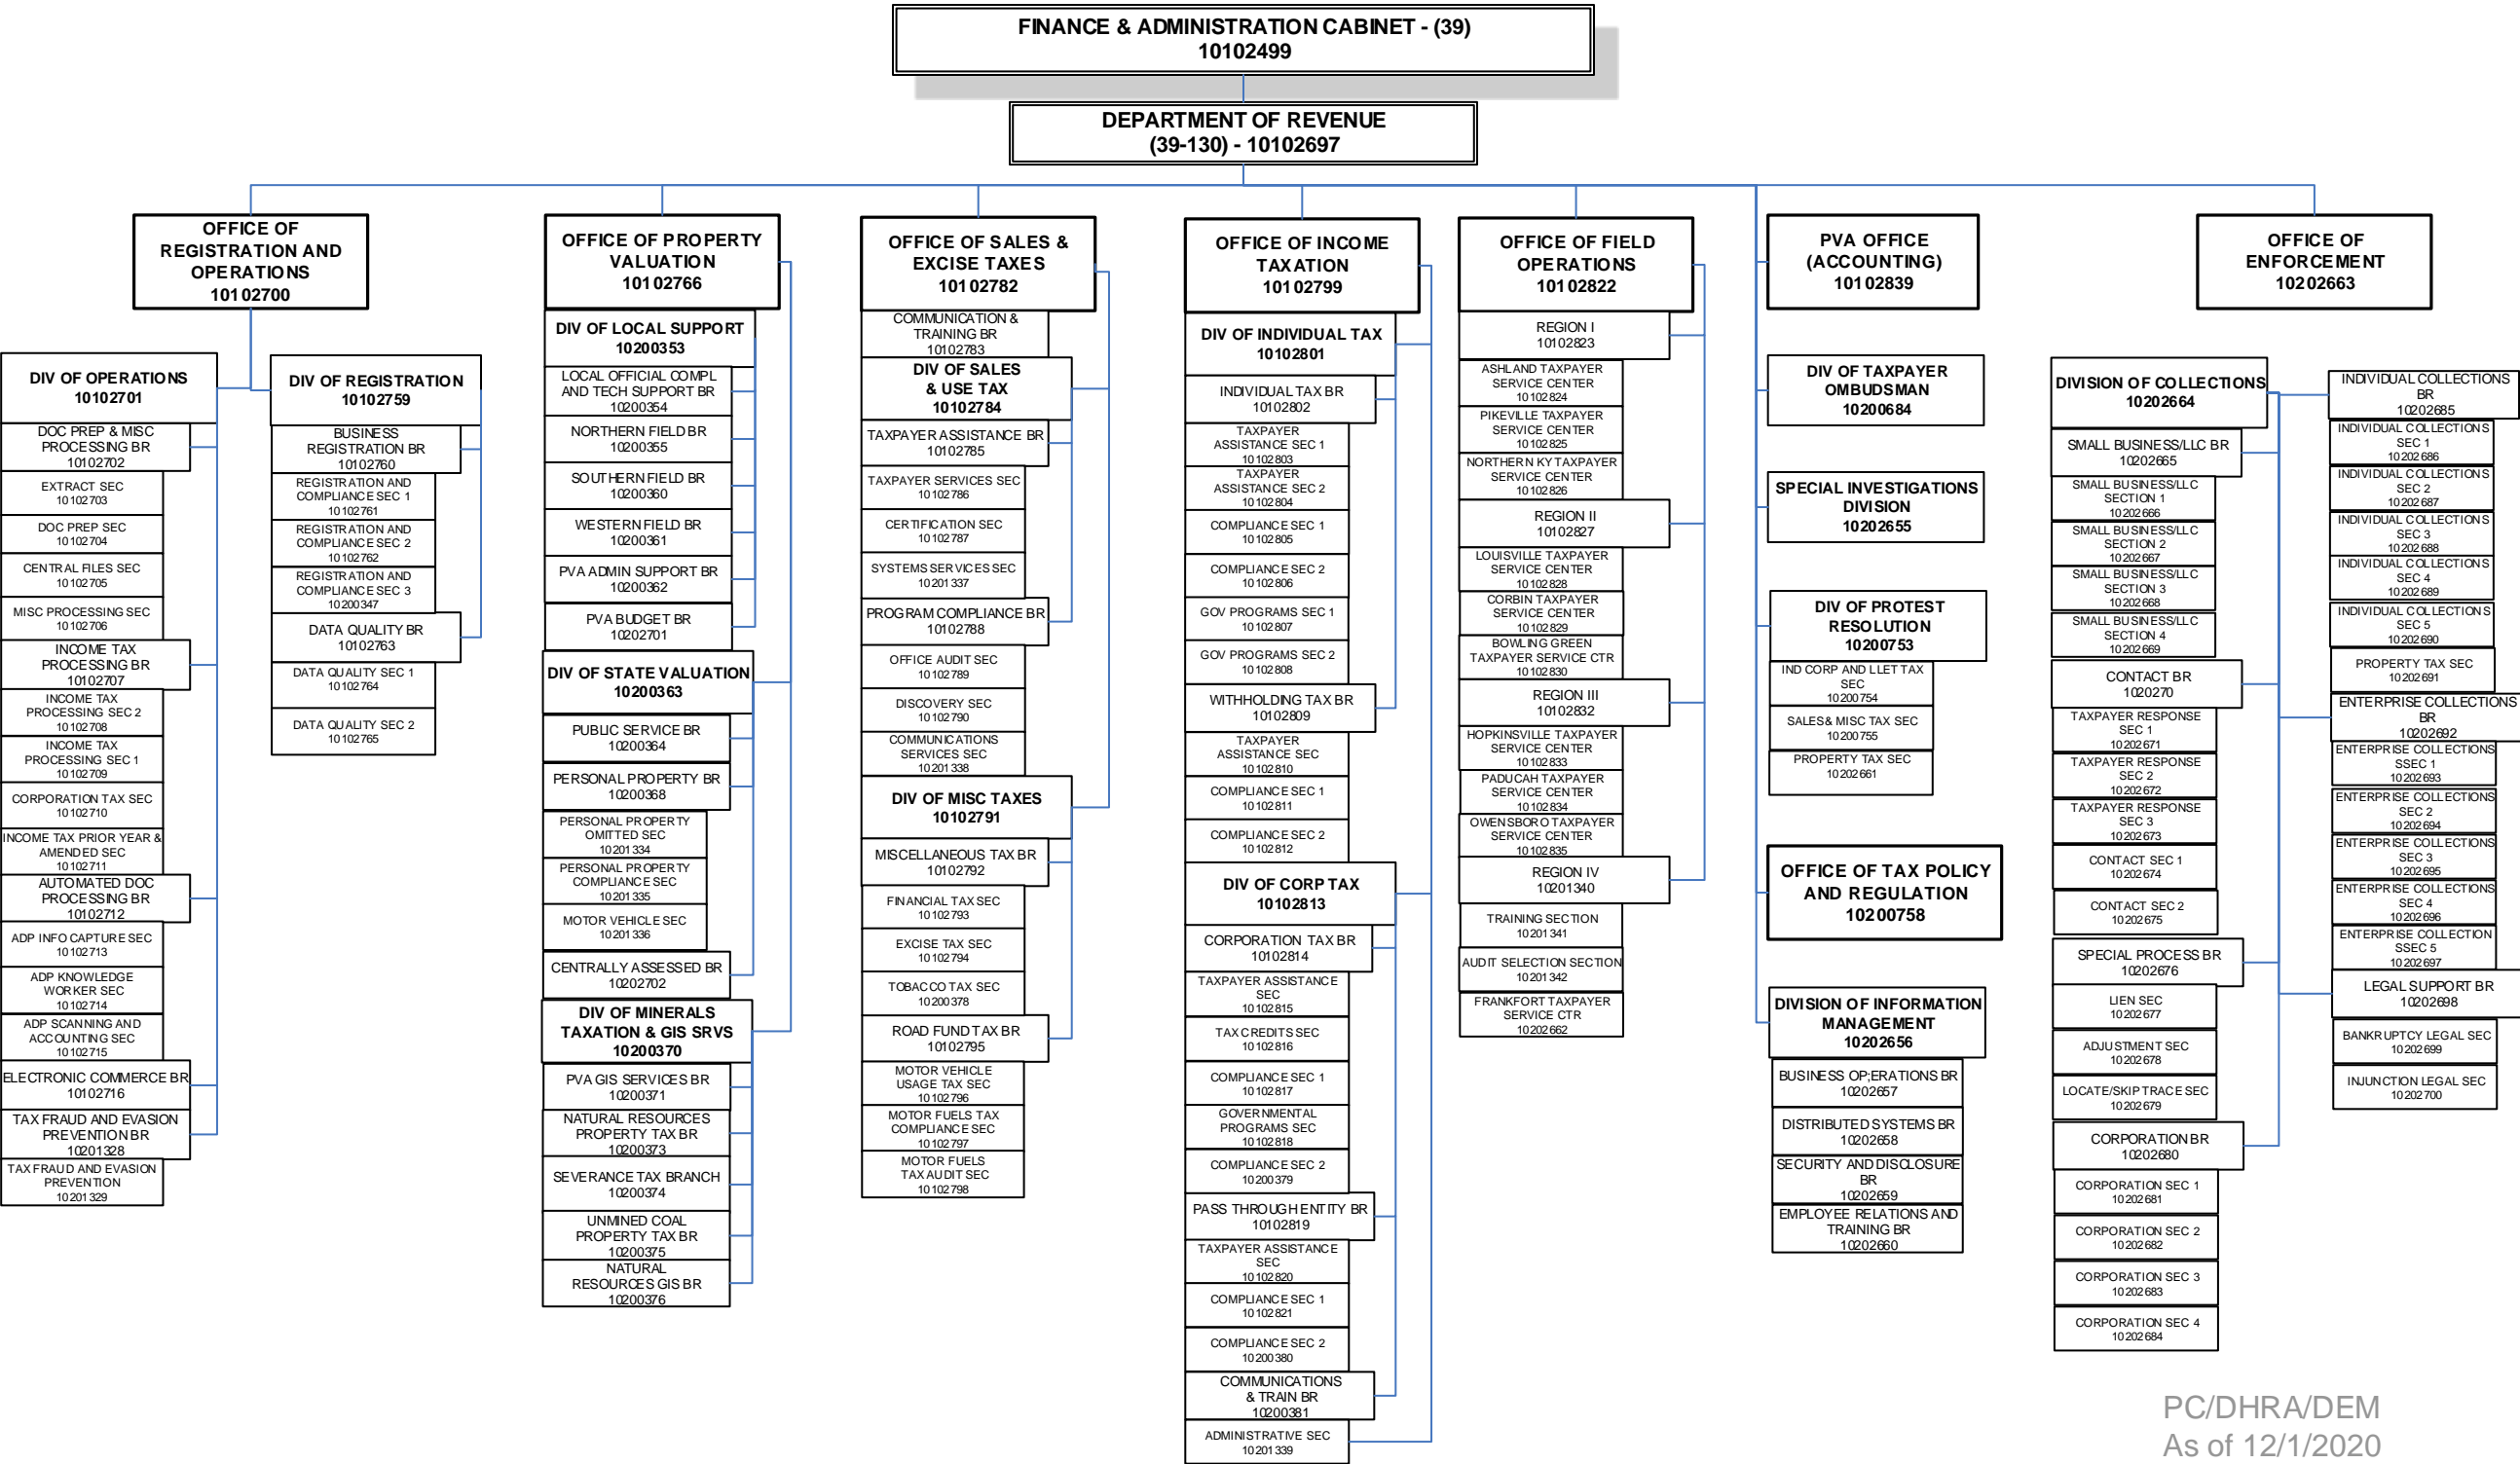 FINANCE & ADMINISTRATION CABINET - (39)
10102499
DEPARTMENT OF REVENUE
(39-130) - 10102697
OFFICE OF
REGISTRATION AND
OPERATIONS
10102700
DIV OF OPERATIONS
10102701
DOC PREP & MISC
PROCESSING BR
10102702
EXTRACT SEC
10102703
DOC PREP SEC
10102704
CENTRAL FILES SEC
10102705
MISC PROCESSING SEC
10102706
INCOME TAX
PROCESSING BR
10102707
INCOME TAX
PROCESSING SEC 2
10102708
INCOME TAX
PROCESSING SEC 1
10102709
CORPORATION TAX SEC
10102710
INCOME TAX PRIOR YEAR &
AMENDED SEC
10102711
AUTOMATED DOC
PROCESSING BR
10102712
ADP INFO CAPTURE SEC
10102713
ADP KNOWLEDGE
WORKER SEC
10102714
ADP SCANNING AND
ACCOUNTING SEC
10102715
ELECTRONIC COMMERCE BR
10102716
TAX FRAUD AND EVASION
PREVENTION BR
10201328
TAX FRAUD AND EVASION
PREVENTION
10201329
DIV OF REGISTRATION
10102759
BUSINESS
REGISTRATION BR
10102760
REGISTRATION AND
COMPLIANCE SEC 1
10102761
REGISTRATION AND
COMPLIANCE SEC 2
10102762
REGISTRATION AND
COMPLIANCE SEC 3
10200347
DATA QUALITY BR
10102763
DATA QUALITY SEC 1
10102764
DATA QUALITY SEC 2
10102765
OFFICE OF PROPERTY
VALUATION
10102766
DIV OF LOCAL SUPPORT
10200353
LOCAL OFFICIAL COMPL
AND TECH SUPPORT BR
10200354
NORTHERN FIELD BR
10200355
SOUTHERN FIELD BR
10200360
WESTERN FIELD BR
10200361
PVA ADMIN SUPPORT BR
10200362
PVA BUDGET BR
10202701
DIV OF STATE VALUATION
10200363
PUBLIC SERVICE BR
10200364
PERSONAL PROPERTY BR
10200368
PERSONAL PROPERTY
OMITTED SEC
10201334
PERSONAL PROPERTY
COMPLIANCE SEC
10201335
MOTOR VEHICLE SEC
10201336
CENTRALLY ASSESSED BR
10202702
DIV OF MINERALS
TAXATION & GIS SRVS
10200370
PVA GIS SERVICES BR
10200371
NATURAL RESOURCES
PROPERTY TAX BR
10200373
SEVERANCE TAX BRANCH
10200374
UNMINED COAL
PROPERTY TAX BR
10200375
NATURAL
RESOURCES GIS BR
10200376
OFFICE OF SALES &
EXCISE TAXES
10102782
COMMUNICATION &
TRAINING BR
10102783
DIV OF SALES
& USE TAX
10102784
TAXPAYER ASSISTANCE BR
10102785
TAXPAYER SERVICES SEC
10102786
CERTIFICATION SEC
10102787
SYSTEMS SERVICES SEC
10201337
PROGRAM COMPLIANCE BR
10102788
OFFICE AUDIT SEC
10102789
DISCOVERY SEC
10102790
COMMUNICATIONS
SERVICES SEC
10201338
DIV OF MISC TAXES
10102791
MISCELLANEOUS TAX BR
10102792
FINANCIAL TAX SEC
10102793
EXCISE TAX SEC
10102794
TOBACCO TAX SEC
10200378
ROAD FUND TAX BR
10102795
MOTOR VEHICLE
USAGE TAX SEC
10102796
MOTOR FUELS TAX
COMPLIANCE SEC
10102797
MOTOR FUELS
TAX AUDIT SEC
10102798
OFFICE OF INCOME
TAXATION
10102799
DIV OF INDIVIDUAL TAX
10102801
INDIVIDUAL TAX BR
10102802
TAXPAYER
ASSISTANCE SEC 1
10102803
TAXPAYER
ASSISTANCE SEC 2
10102804
COMPLIANCE SEC 1
10102805
COMPLIANCE SEC 2
10102806
GOV PROGRAMS SEC 1
10102807
GOV PROGRAMS SEC 2
10102808
WITHHOLDING TAX BR
10102809
TAXPAYER
ASSISTANCE SEC
10102810
COMPLIANCE SEC 1
10102811
COMPLIANCE SEC 2
10102812
DIV OF CORP TAX
10102813
CORPORATION TAX BR
10102814
TAXPAYER ASSISTANCE
SEC
10102815
TAX CREDITS SEC
10102816
COMPLIANCE SEC 1
10102817
GOVERNMENTAL
PROGRAMS SEC
10102818
COMPLIANCE SEC 2
10200379
PASS THROUGH ENTITY BR
10102819
TAXPAYER ASSISTANCE
SEC
10102820
COMPLIANCE SEC 1
10102821
COMPLIANCE SEC 2
10200380
COMMUNICATIONS
& TRAIN BR
10200381
ADMINISTRATIVE SEC
10201339
OFFICE OF FIELD
OPERATIONS
10102822
REGION I
10102823
ASHLAND TAXPAYER
SERVICE CENTER
10102824
PIKEVILLE TAXPAYER
SERVICE CENTER
10102825
NORTHERN KY TAXPAYER
SERVICE CENTER
10102826
REGION II
10102827
LOUISVILLE TAXPAYER
SERVICE CENTER
10102828
CORBIN TAXPAYER
SERVICE CENTER
10102829
BOWLING GREEN
TAXPAYER SERVICE CTR
10102830
REGION III
10102832
HOPKINSVILLE TAXPAYER
SERVICE CENTER
10102833
PADUCAH TAXPAYER
SERVICE CENTER
10102834
OWENSBORO TAXPAYER
SERVICE CENTER
10102835
REGION IV
10201340
TRAINING SECTION
10201341
AUDIT SELECTION SECTION
10201342
FRANKFORT TAXPAYER
SERVICE CTR
10202662
PVA OFFICE
(ACCOUNTING)
10102839
DIV OF TAXPAYER
OMBUDSMAN
10200684
SPECIAL INVESTIGATIONS
DIVISION
10202655
DIV OF PROTEST
RESOLUTION
10200753
IND CORP AND LLET TAX
SEC
10200754
SALES& MISC TAX SEC
10200755
PROPERTY TAX SEC
10202661
OFFICE OF TAX POLICY
AND REGULATION
10200758
DIVISION OF INFORMATION
MANAGEMENT
10202656
BUSINESS OP;ERATIONS BR
10202657
DISTRIBUTED SYSTEMS BR
10202658
SECURITY AND DISCLOSURE
BR
10202659
EMPLOYEE RELATIONS AND
TRAINING BR
10202660
OFFICE OF
ENFORCEMENT
10202663
DIVISION OF COLLECTIONS
10202664
SMALL BUSINESS/LLC BR
10202665
SMALL BUSINESS/LLC
SECTION 1
10202666
SMALL BUSINESS/LLC
SECTION 2
10202667
SMALL BUSINESS/LLC
SECTION 3
10202668
SMALL BUSINESS/LLC
SECTION 4
10202669
CONTACT BR
1020270
TAXPAYER RESPONSE
SEC 1
10202671
TAXPAYER RESPONSE
SEC 2
10202672
TAXPAYER RESPONSE
SEC 3
10202673
CONTACT SEC 1
10202674
CONTACT SEC 2
10202675
SPECIAL PROCESS BR
10202676
LIEN SEC
10202677
ADJUSTMENT SEC
10202678
LOCATE/SKIP TRACE SEC
10202679
CORPORATION BR
10202680
CORPORATION SEC 1
10202681
CORPORATION SEC 2
10202682
CORPORATION SEC 3
10202683
CORPORATION SEC 4
10202684
INDIVIDUAL COLLECTIONS
BR
10202685
INDIVIDUAL COLLECTIONS
SEC 1
10202686
INDIVIDUAL COLLECTIONS
SEC 2
10202687
INDIVIDUAL COLLECTIONS
SEC 3
10202688
INDIVIDUAL COLLECTIONS
SEC 4
10202689
INDIVIDUAL COLLECTIONS
SEC 5
10202690
PROPERTY TAX SEC
10202691
ENTERPRISE COLLECTIONS
BR
10202692
ENTERPRISE COLLECTIONS
SSEC 1
10202693
ENTERPRISE COLLECTIONS
SEC 2
10202694
ENTERPRISE COLLECTIONS
SEC 3
10202695
ENTERPRISE COLLECTIONS
SEC 4
10202696
ENTERPRISE COLLECTION
SSEC 5
10202697
LEGAL SUPPORT BR
10202698
BANKRUPTCY LEGAL SEC
10202699
INJUNCTION LEGAL SEC
10202700
PC/DHRA/DEM
As of 12/1/2020